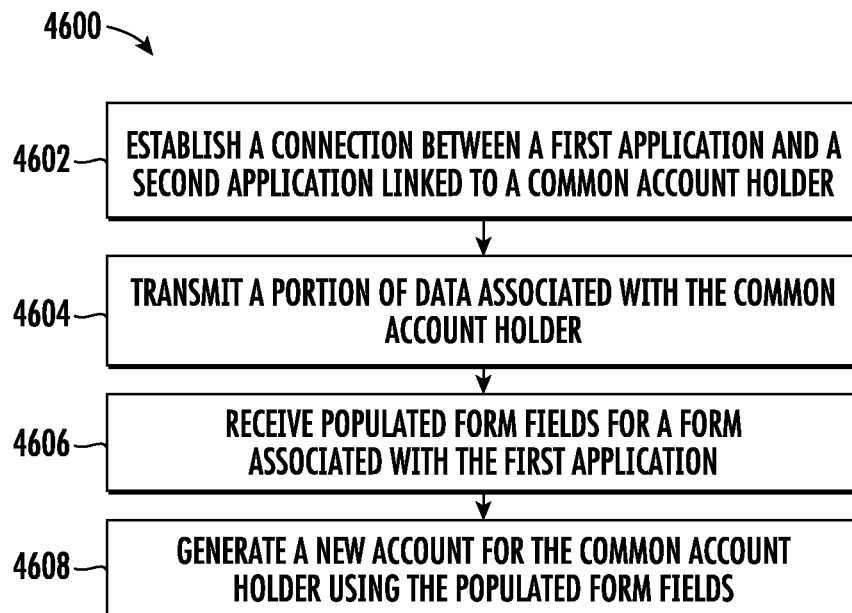 4600
4602
ESTABLISH A CONNECTION BETWEEN A FIRST APPLICATION AND A
SECOND APPLICATION LINKED TO A COMMON ACCOUNT HOLDER
4604
TRANSMIT A PORTION OF DATA ASSOCIATED WITH THE COMMON
ACCOUNT HOLDER
4606
RECEIVE POPULATED FORM FIELDS FOR A FORM
ASSOCIATED WITH THE FIRST APPLICATION
4608
GENERATE A NEW ACCOUNT FOR THE COMMON ACCOUNT
HOLDER USING THE POPULATED FORM FIELDS